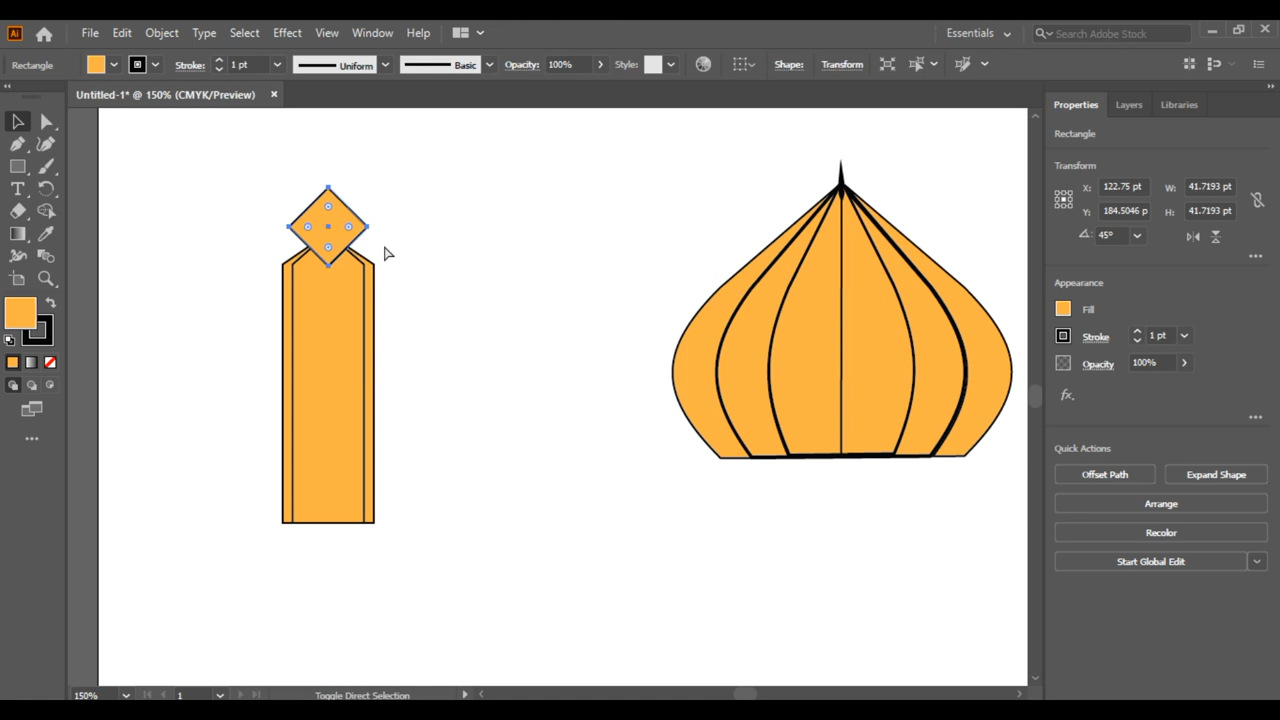 Ai
File Edit Object Type Select Effect View Window Help
Essentials
Search Adobe Stock
Rectangle
Stroke: 1 pt
Uniform
Basic
Opacity: 100%
Style:
Shape:
Transform
Untitled-1* @ 150% (CMYK/Preview) ×
Properties Layers Libraries
Rectangle
Transform
X: 122.75 pt W: 41.7193 pt
Y: 184.5046 p H: 41.7193 pt
45°
Appearance
Fill
Stroke 1 pt
Opacity 100%
fx.
Quick Actions
Offset Path Expand Shape
Arrange
Recolor
Start Global Edit
T
150% 1 Toggle Direct Selection